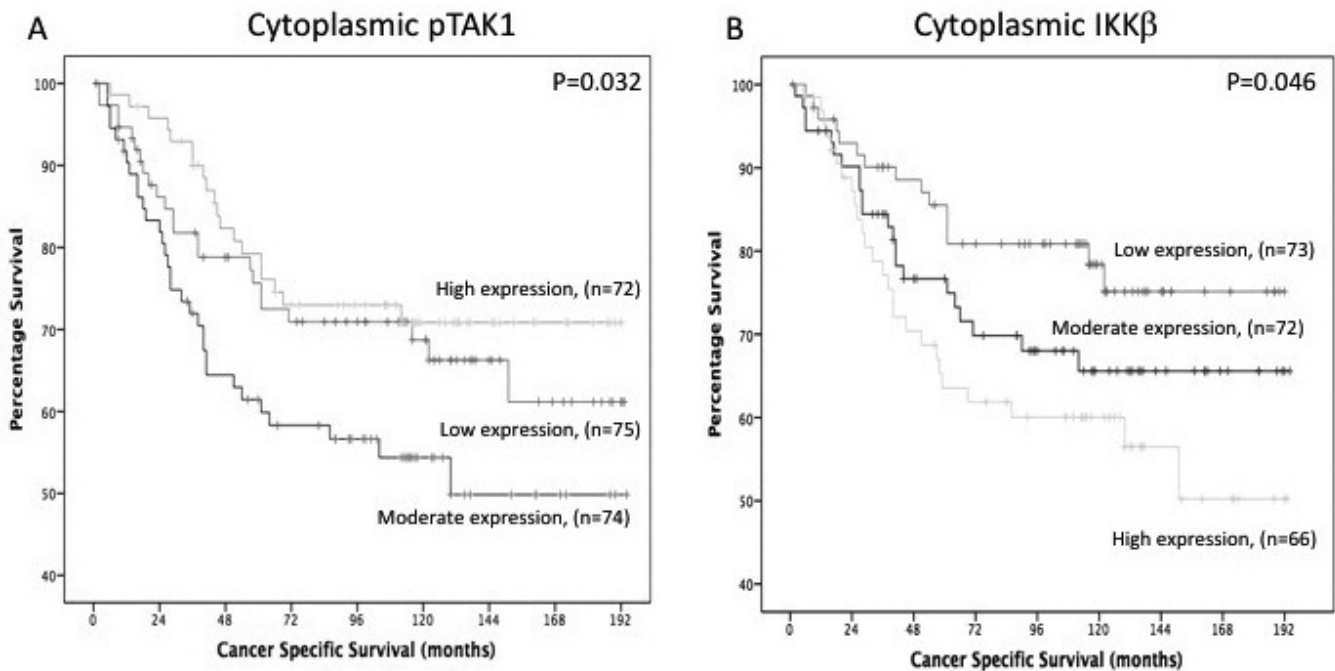 A
Cytoplasmic pTAK1
P=0.032
100
90
80
70
60
50
40
Percentage Survival
High expression, (n=72)
Low expression, (n=75)
Moderate expression, (n=74)
0 24 48 72 96 120 144 168 192
Cancer Specific Survival (months)
B
Cytoplasmic IKKβ
P=0.046
100
90
80
70
60
50
40
Percentage Survival
Low expression, (n=73)
Moderate expression, (n=72)
High expression, (n=66)
0 24 48 72 96 120 144 168 192
Cancer Specific Survival (months)